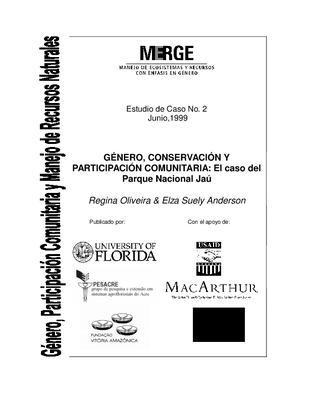 Género, Participación Comunitaria y Manejo de Recursos Naturales
MERGE
MANEJO DE ECOSISTEMAS Y RECURSOS
CON ÉNFASIS EN GÉNERO
Estudio de Caso No. 2
Junio,1999
GÉNERO, CONSERVACIÓN Y
PARTICIPACIÓN COMUNITARIA: El caso del
Parque Nacional Jaú
Regina Oliveira & Elza Suely Anderson
Publicado por:
Con el apoyo de:
UNIVERSITY OF
FLORIDA
USAID
PESACRE
grupo de pesquisa e extensão em
sistemas agroflorestais do Acre
MACARTHUR
The John D. and Catherine T. MacArthur Foundation
FUNDAÇÃO
VITÓRIA AMAZÔNICA